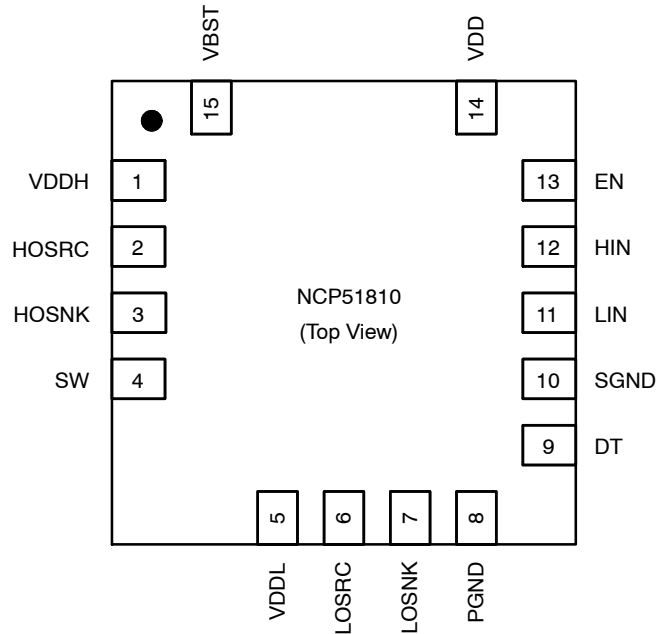 VBST
VDD
15
14
VDDH
1
13
EN
HOSRC
2
12
HIN
HOSNK
3
NCP51810
(Top View)
11
LIN
SW
4
10
SGND
9
DT
5
6
7
8
VDDL
LOSRC
LOSNK
PGND